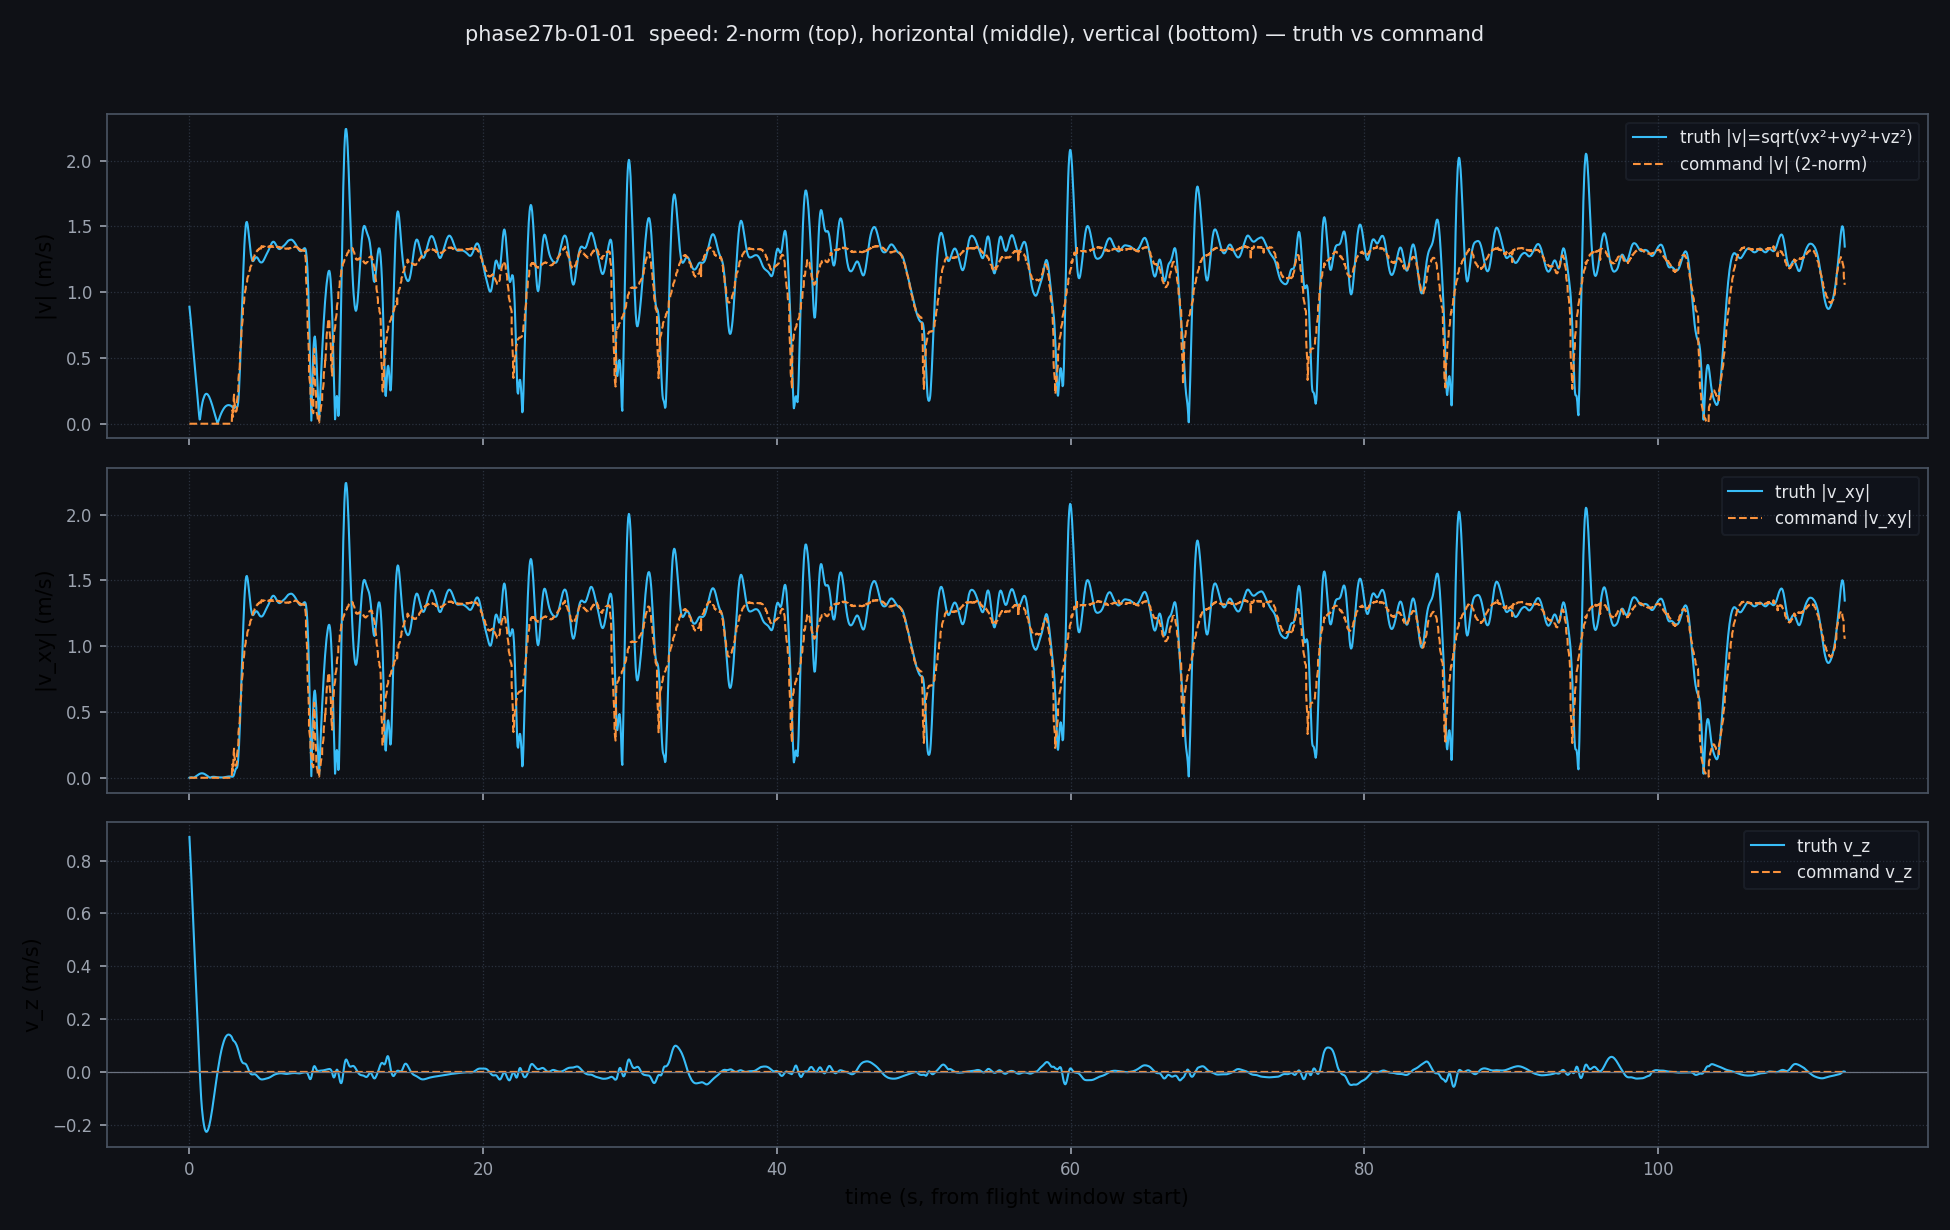 phase27b-01-01  speed: 2-norm (top), horizontal (middle), vertical (bottom) — truth vs command
|v| (m/s)
2.0
1.5
1.0
0.5
0.0
truth |v|=sqrt(vx²+vy²+vz²)
command |v| (2-norm)
|v_xy| (m/s)
2.0
1.5
1.0
0.5
0.0
truth |v_xy|
command |v_xy|
v_z (m/s)
0.8
0.6
0.4
0.2
0.0
−0.2
truth v_z
command v_z
0 20 40 60 80 100
time (s, from flight window start)